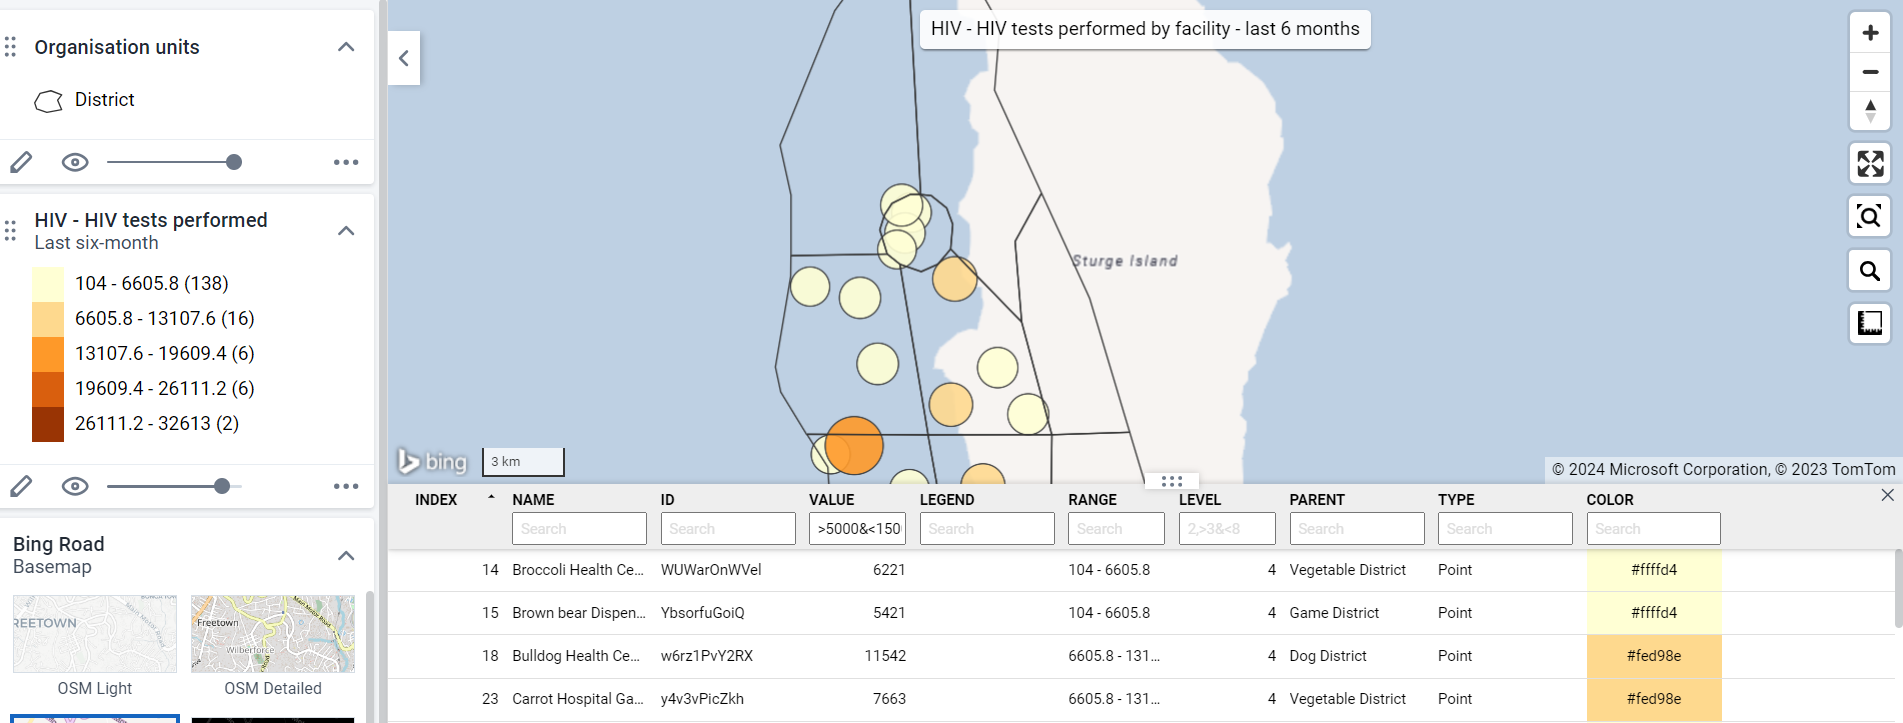 Organisation units
District
HIV - HIV tests performed
Last six-month
104 - 6605.8 (138)
6605.8 - 13107.6 (16)
13107.6 - 19609.4 (6)
19609.4 - 26111.2 (6)
26111.2 - 32613 (2)
Bing Road
Basemap
REETOWN
Freetown
Wilberforce
OSM Light
OSM Detailed
HIV - HIV tests performed by facility - last 6 months
Sturge Island
bing
3 km
© 2024 Microsoft Corporation, © 2023 TomTom
INDEX NAME ID VALUE LEGEND RANGE LEVEL PARENT TYPE COLOR
Search Search >5000&<150 Search Search 2,>3&<8 Search Search Search
14 Broccoli Health Ce... WUWarOnWVel 6221 104 - 6605.8 4 Vegetable District Point #ffffd4
15 Brown bear Dispen... YbsorfuGoiQ 5421 104 - 6605.8 4 Game District Point #ffffd4
18 Bulldog Health Ce... w6rz1PvY2RX 11542 6605.8 - 131... 4 Dog District Point #fed98e
23 Carrot Hospital Ga... y4v3vPicZkh 7663 6605.8 - 131... 4 Vegetable District Point #fed98e